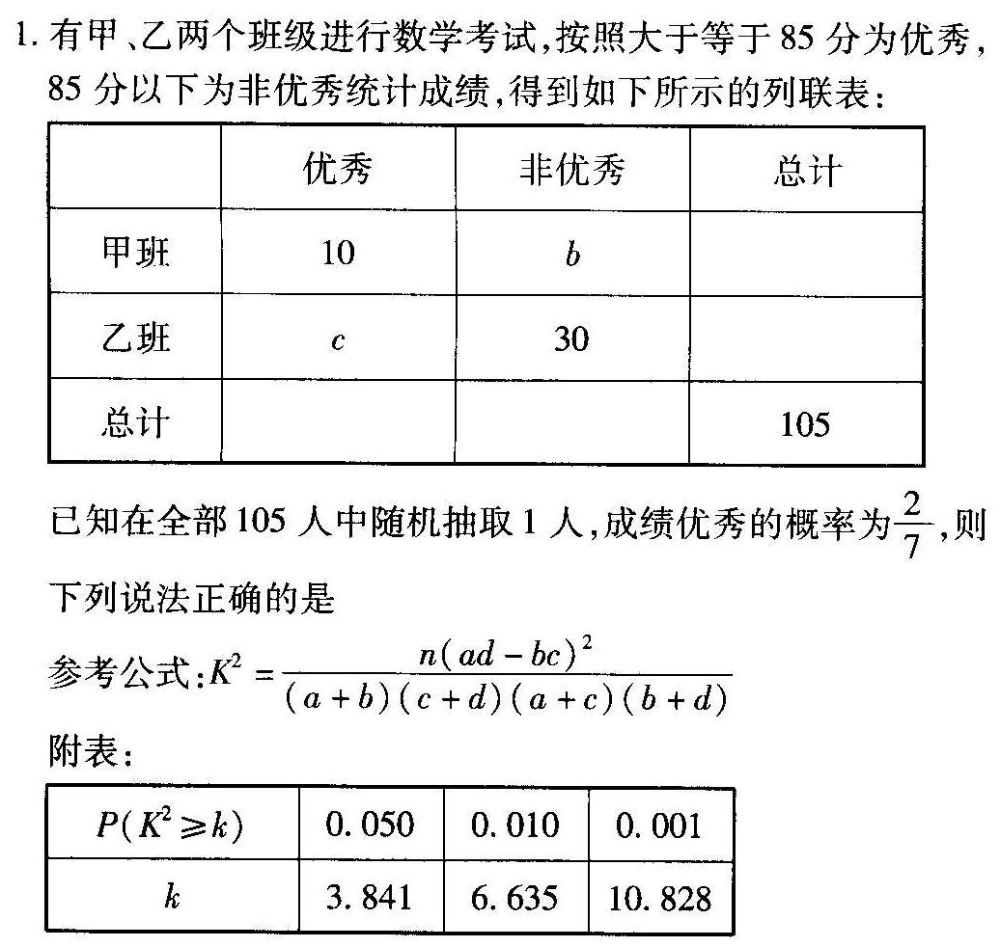 1. 有甲、乙两个班级进行数学考试,按照大于等于 85 分为优秀,
85 分以下为非优秀统计成绩,得到如下所示的列联表:
优秀 非优秀 总计
甲班 10 b
乙班 c 30
总计 105
已知在全部 105 人中随机抽取 1 人,成绩优秀的概率为 2/7 ,则
下列说法正确的是
参考公式:K² = n(ad-bc)² / (a+b)(c+d)(a+c)(b+d)
附表:
P(K²≥k) 0.050 0.010 0.001
k 3.841 6.635 10.828